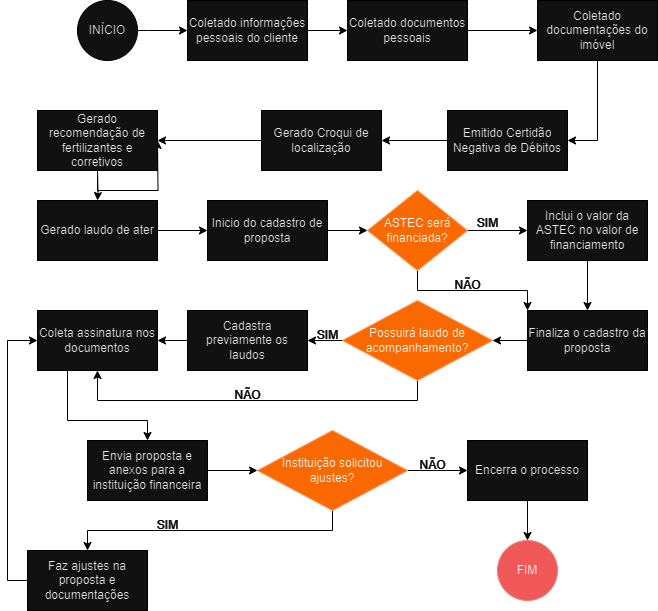 INÍCIO
Coletado informações
pessoais do cliente
Coletado documentos
pessoais
Coletado
documentações do
imóvel
Gerado
recomendação de
fertilizantes e
corretivos
Gerado Croqui de
localização
Emitido Certidão
Negativa de Débitos
Gerado laudo de ater
Inicio do cadastro de
proposta
ASTEC será
financiada?
SIM
Inclui o valor da
ASTEC no valor de
financiamento
NÃO
Coleta assinatura nos
documentos
Cadastra
previamente os
laudos
SIM
Possuirá laudo de
acompanhamento?
Finaliza o cadastro da
proposta
NÃO
Envia proposta e
anexos para a
instituição financeira
Instituição solicitou
ajustes?
NÃO
Encerra o processo
SIM
Faz ajustes na
proposta e
documentações
FIM